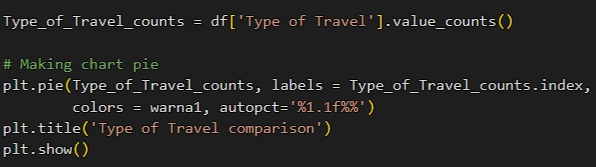 Type_of_Travel_counts = df['Type of Travel'].value_counts()
# Making chart pie
plt.pie(Type_of_Travel_counts, labels = Type_of_Travel_counts.index,
colors = warna1, autopct='%1.1f%%')
plt.title('Type of Travel comparison')
plt.show()